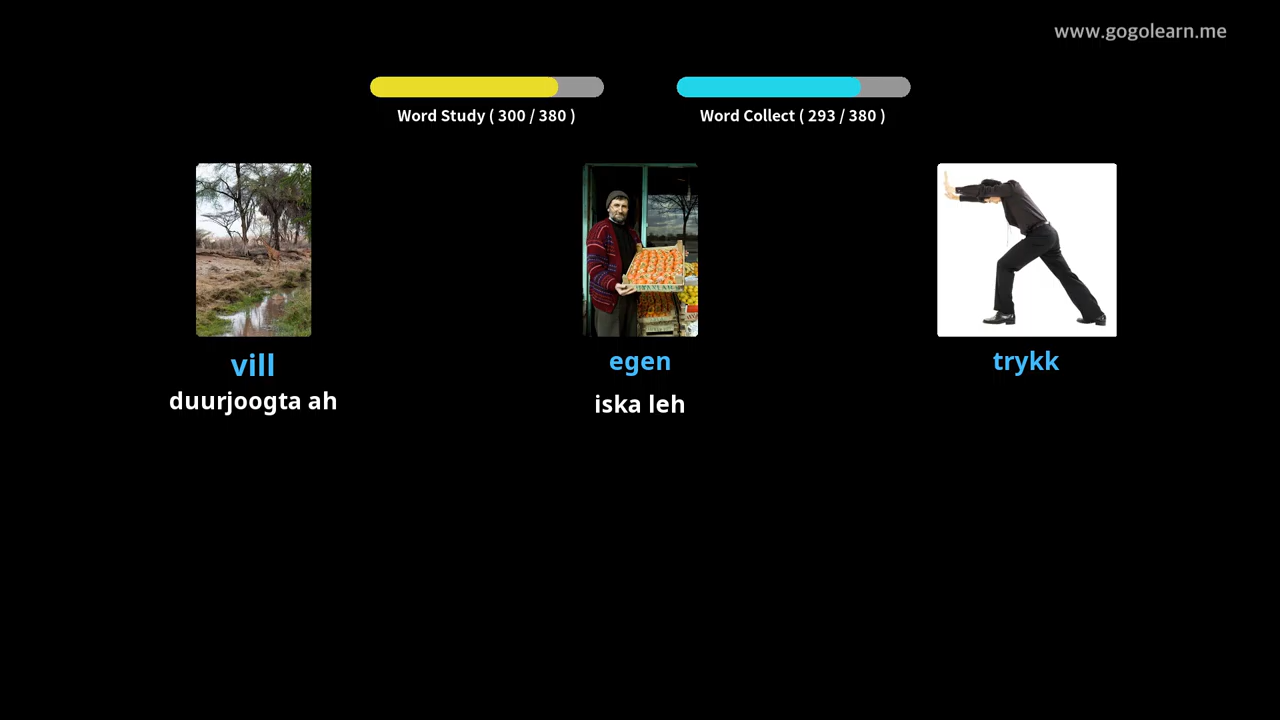 www.gogolearn.me
Word Study ( 300 / 380 )
Word Collect ( 293 / 380 )
vill
egen
trykk
duurjoogta ah
iska leh